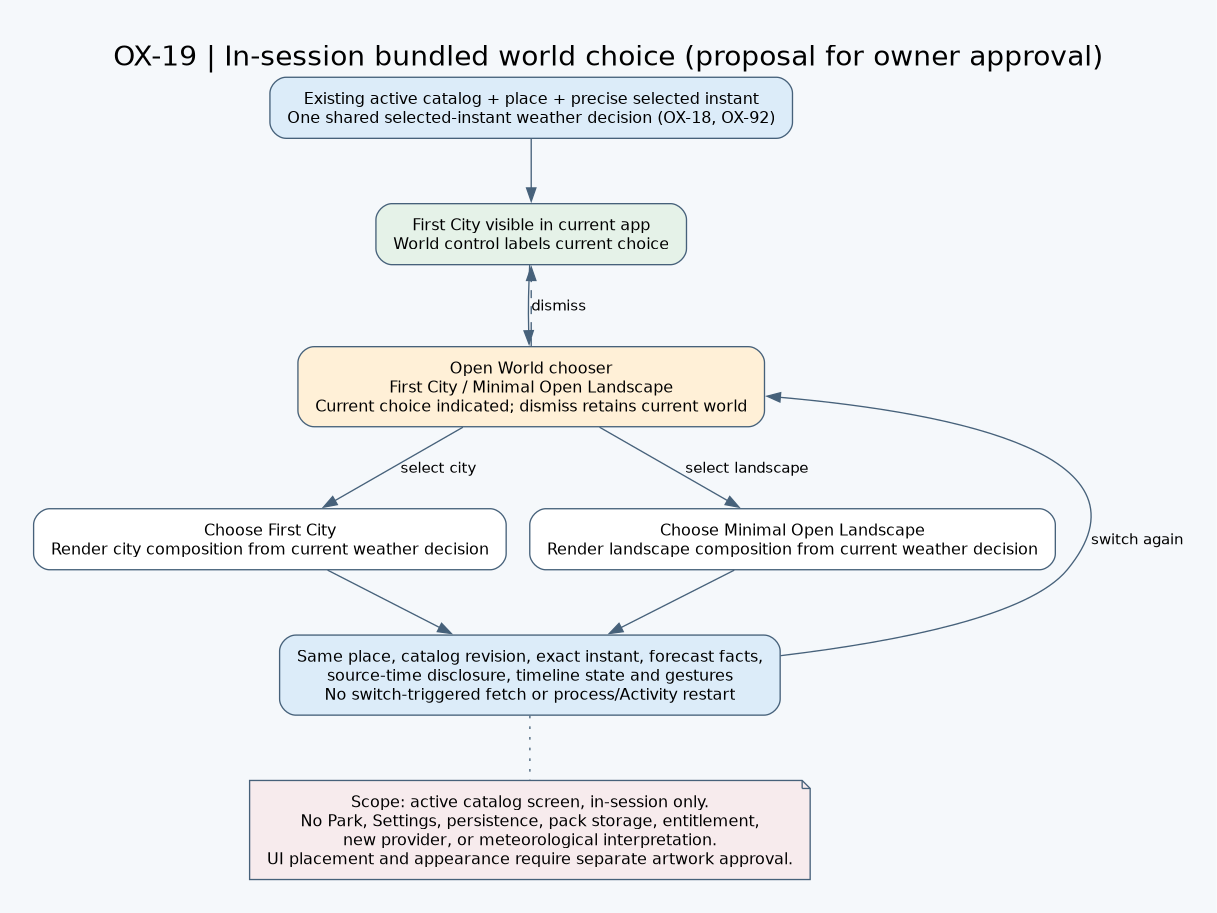 OX-19 | In-session bundled world choice (proposal for owner approval)
Existing active catalog + place + precise selected instant
One shared selected-instant weather decision (OX-18, OX-92)
First City visible in current app
World control labels current choice
dismiss
Open World chooser
First City / Minimal Open Landscape
Current choice indicated; dismiss retains current world
select city
select landscape
Choose First City
Render city composition from current weather decision
Choose Minimal Open Landscape
Render landscape composition from current weather decision
switch again
Same place, catalog revision, exact instant, forecast facts,
source-time disclosure, timeline state and gestures
No switch-triggered fetch or process/Activity restart
Scope: active catalog screen, in-session only.
No Park, Settings, persistence, pack storage, entitlement,
new provider, or meteorological interpretation.
UI placement and appearance require separate artwork approval.